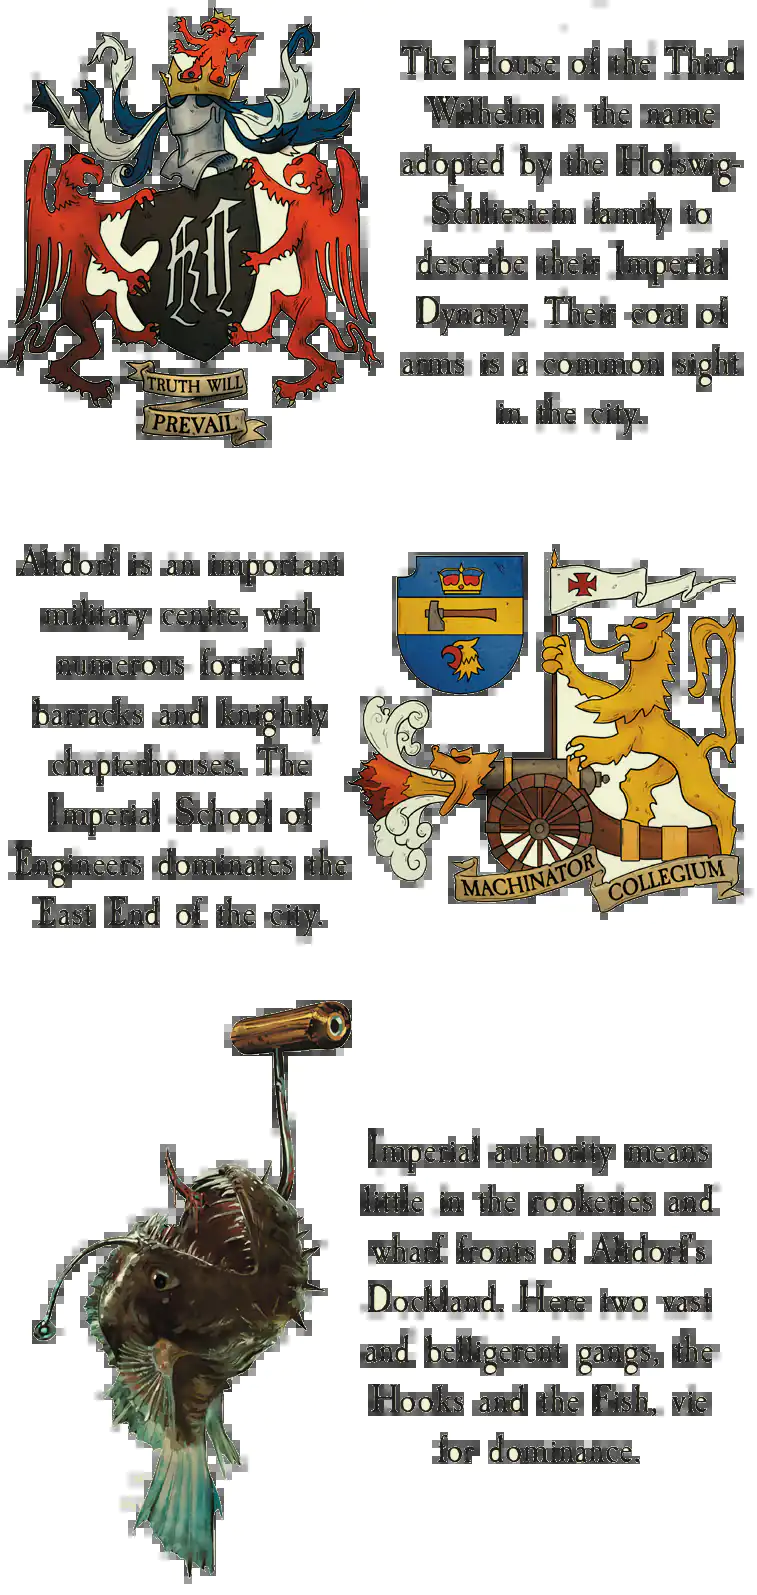 The House of the Third
Wilhelm is the name
adopted by the Holswig-
Schliestein family to
describe their Imperial
Dynasty. Their coat of
arms is a common sight
in the city.
TRUTH WILL
PREVAIL
Altdorf is an important
military centre, with
numerous fortified
barracks and knightly
chapterhouses. The
Imperial School of
Engineers dominates the
East End of the city.
MACHINATOR
COLLEGIUM
Imperial authority means
little in the rookeries and
wharf fronts of Altdorf's
Dockland. Here two vast
and belligerent gangs, the
Hooks and the Fish, vie
for dominance.